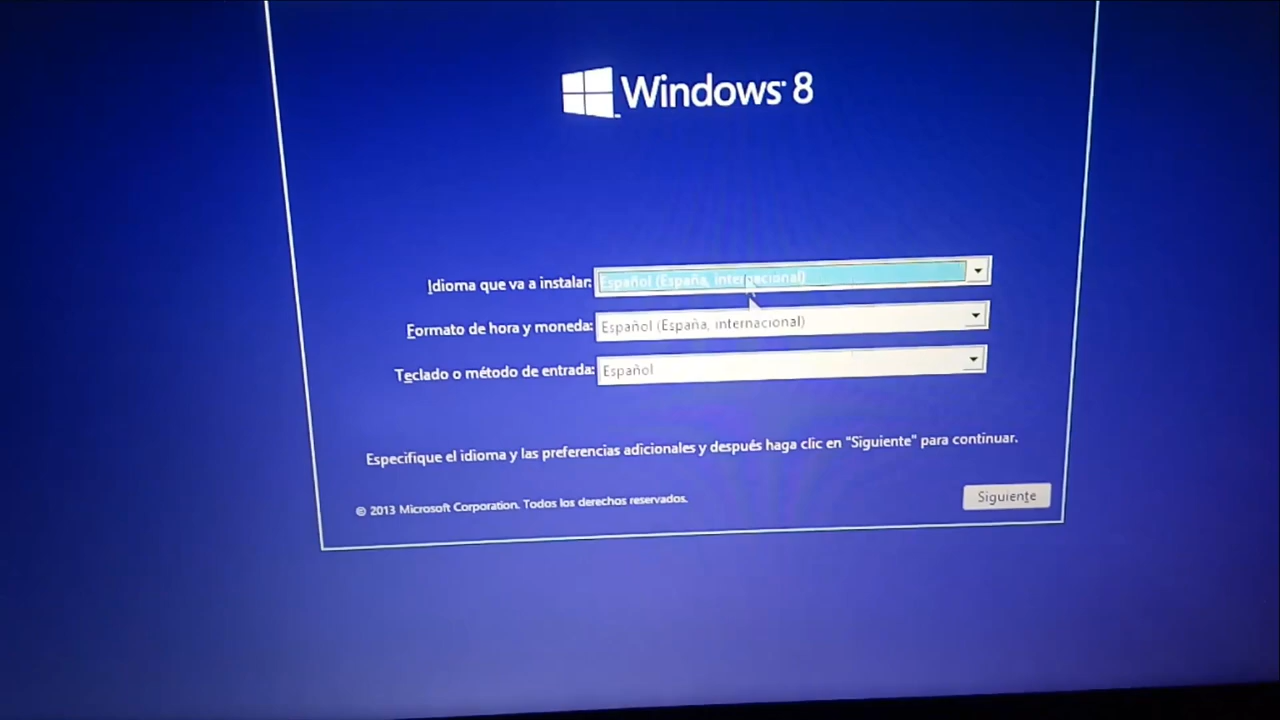 Windows 8
Idioma que va a instalar: Español (España, internacional)
Formato de hora y moneda: Español (España, internacional)
Teclado o método de entrada: Español
Especifique el idioma y las preferencias adicionales y después haga clic en "Siguiente" para continuar.
© 2013 Microsoft Corporation. Todos los derechos reservados.
Siguiente